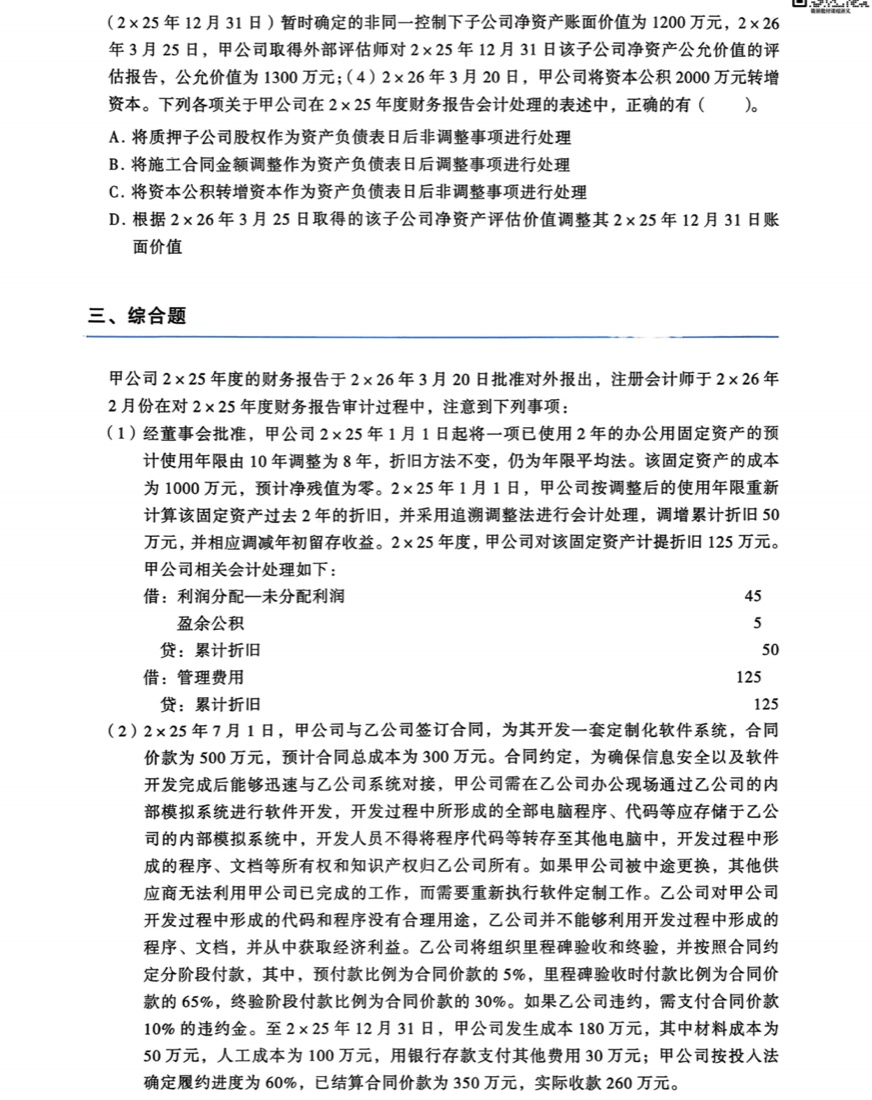 （2×25年12月31日）暂时确定的非同一控制下子公司净资产账面价值为1200万元，2×26
年3月25日，甲公司取得外部评估师对2×25年12月31日该子公司净资产公允价值的评
估报告，公允价值为1300万元；（4）2×26年3月20日，甲公司将资本公积2000万元转增
资本。下列各项关于甲公司在2×25年度财务报告会计处理的表述中，正确的有（　　）。
A. 将质押子公司股权作为资产负债表日后非调整事项进行处理
B. 将施工合同金额调整作为资产负债表日后调整事项进行处理
C. 将资本公积转增资本作为资产负债表日后非调整事项进行处理
D. 根据2×26年3月25日取得的该子公司净资产评估价值调整其2×25年12月31日账
面价值
三、综合题
甲公司2×25年度的财务报告于2×26年3月20日批准对外报出，注册会计师于2×26年
2月份在对2×25年度财务报告审计过程中，注意到下列事项：
（1）经董事会批准，甲公司2×25年1月1日起将一项已使用2年的办公用固定资产的预
计使用年限由10年调整为8年，折旧方法不变，仍为年限平均法。该固定资产的成本
为1000万元，预计净残值为零。2×25年1月1日，甲公司按调整后的使用年限重新
计算该固定资产过去2年的折旧，并采用追溯调整法进行会计处理，调增累计折旧50
万元，并相应调减年初留存收益。2×25年度，甲公司对该固定资产计提折旧125万元。
甲公司相关会计处理如下：
借：利润分配—未分配利润　45
盈余公积　5
贷：累计折旧　50
借：管理费用　125
贷：累计折旧　125
（2）2×25年7月1日，甲公司与乙公司签订合同，为其开发一套定制化软件系统，合同
价款为500万元，预计合同总成本为300万元。合同约定，为确保信息安全以及软件
开发完成后能够迅速与乙公司系统对接，甲公司需在乙公司办公现场通过乙公司的内
部模拟系统进行软件开发，开发过程中所形成的全部电脑程序、代码等应存储于乙公
司的内部模拟系统中，开发人员不得将程序代码等转存至其他电脑中，开发过程中形
成的程序、文档等所有权和知识产权归乙公司所有。如果甲公司被中途更换，其他供
应商无法利用甲公司已完成的工作，而需要重新执行软件定制工作。乙公司对甲公司
开发过程中形成的代码和程序没有合理用途，乙公司并不能够利用开发过程中形成的
程序、文档，并从中获取经济利益。乙公司将组织里程碑验收和终验，并按照合同约
定分阶段付款，其中，预付款比例为合同价款的5%，里程碑验收时付款比例为合同价
款的65%，终验阶段付款比例为合同价款的30%。如果乙公司违约，需支付合同价款
10%的违约金。至2×25年12月31日，甲公司发生成本180万元，其中材料成本为
50万元，人工成本为100万元，用银行存款支付其他费用30万元；甲公司按投入法
确定履约进度为60%，已结算合同价款为350万元，实际收款260万元。